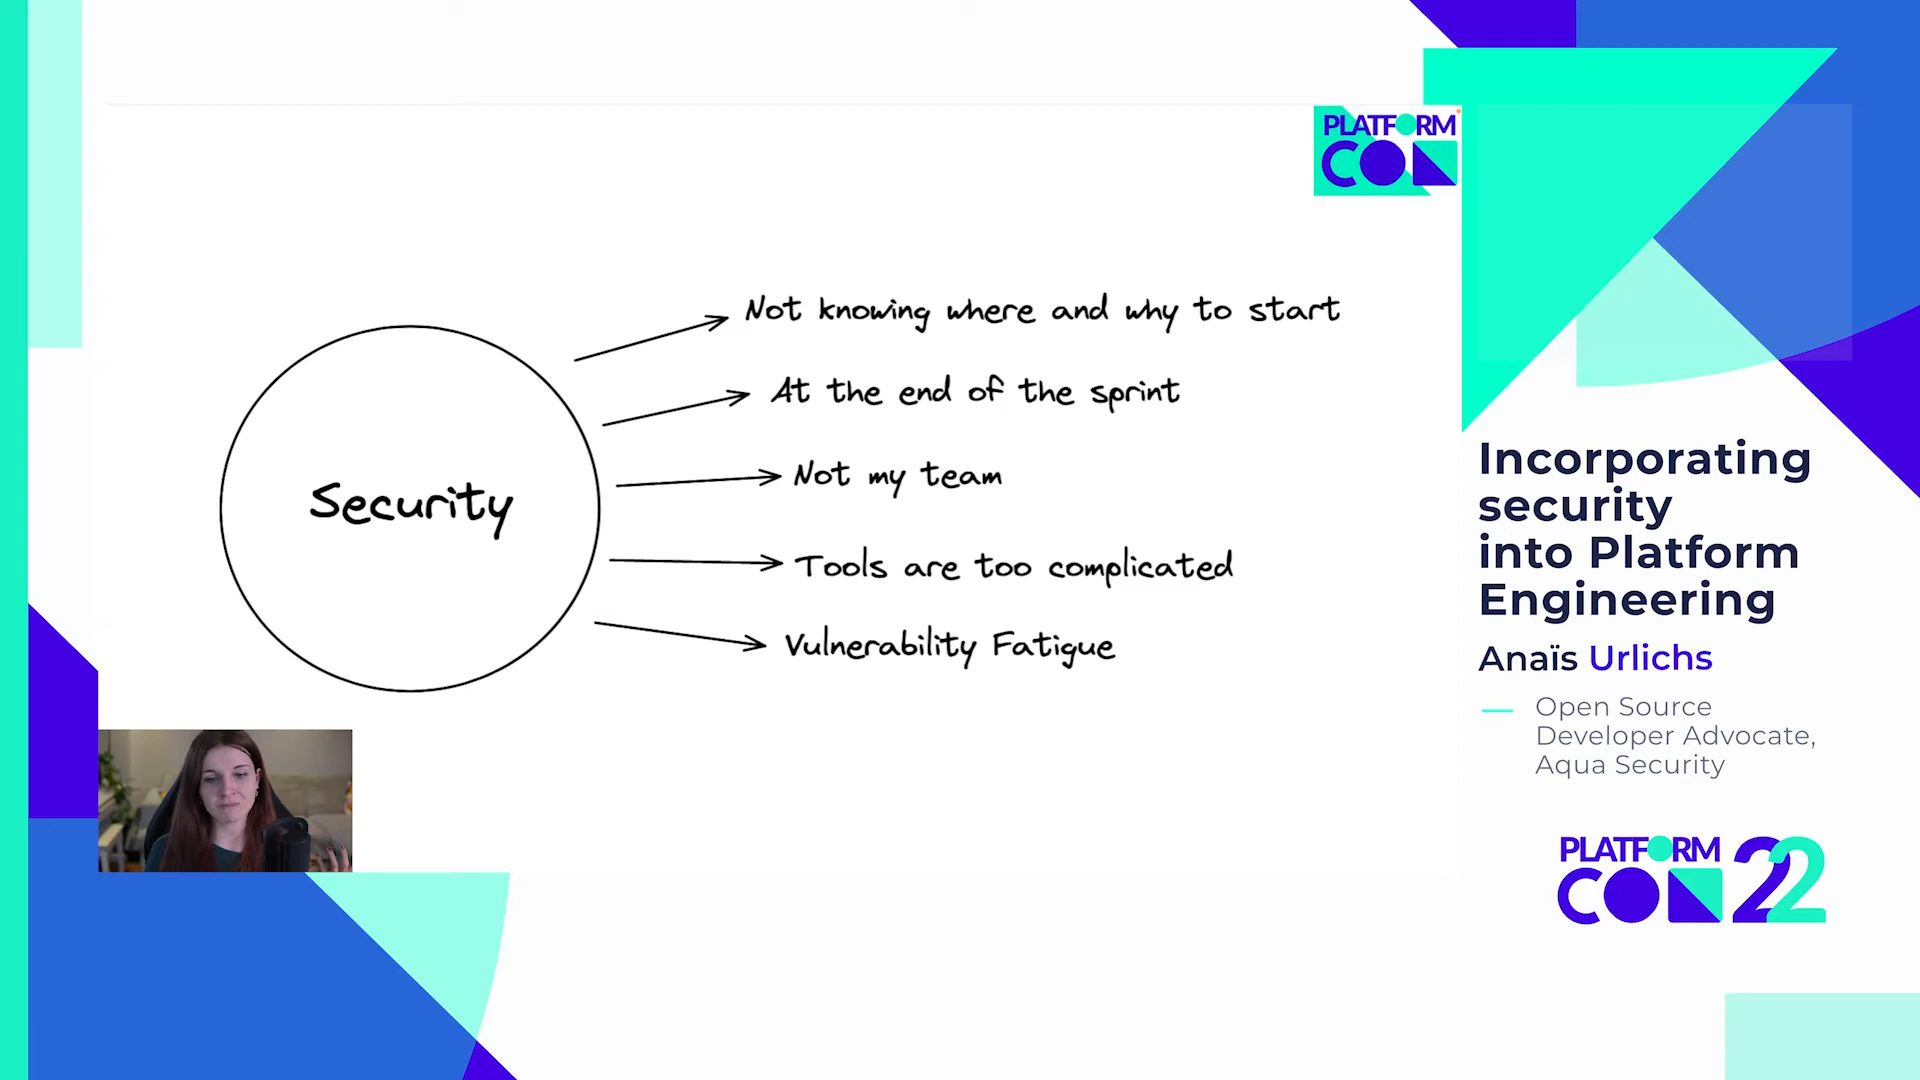 PLATFORM
CON
Security
Not knowing where and why to start
At the end of the sprint
Not my team
Tools are too complicated
Vulnerability Fatigue
Incorporating
security
into Platform
Engineering
Anaïs Urlichs
Open Source
Developer Advocate,
Aqua Security
PLATFORM
CON 22